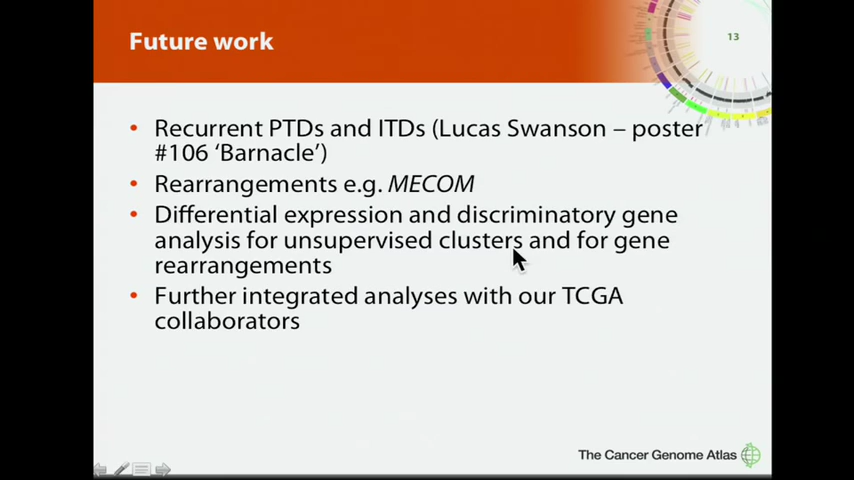 Future work
13
• Recurrent PTDs and ITDs (Lucas Swanson – poster
#106 ‘Barnacle’)
• Rearrangements e.g. MECOM
• Differential expression and discriminatory gene
analysis for unsupervised clusters and for gene
rearrangements
• Further integrated analyses with our TCGA
collaborators
The Cancer Genome Atlas